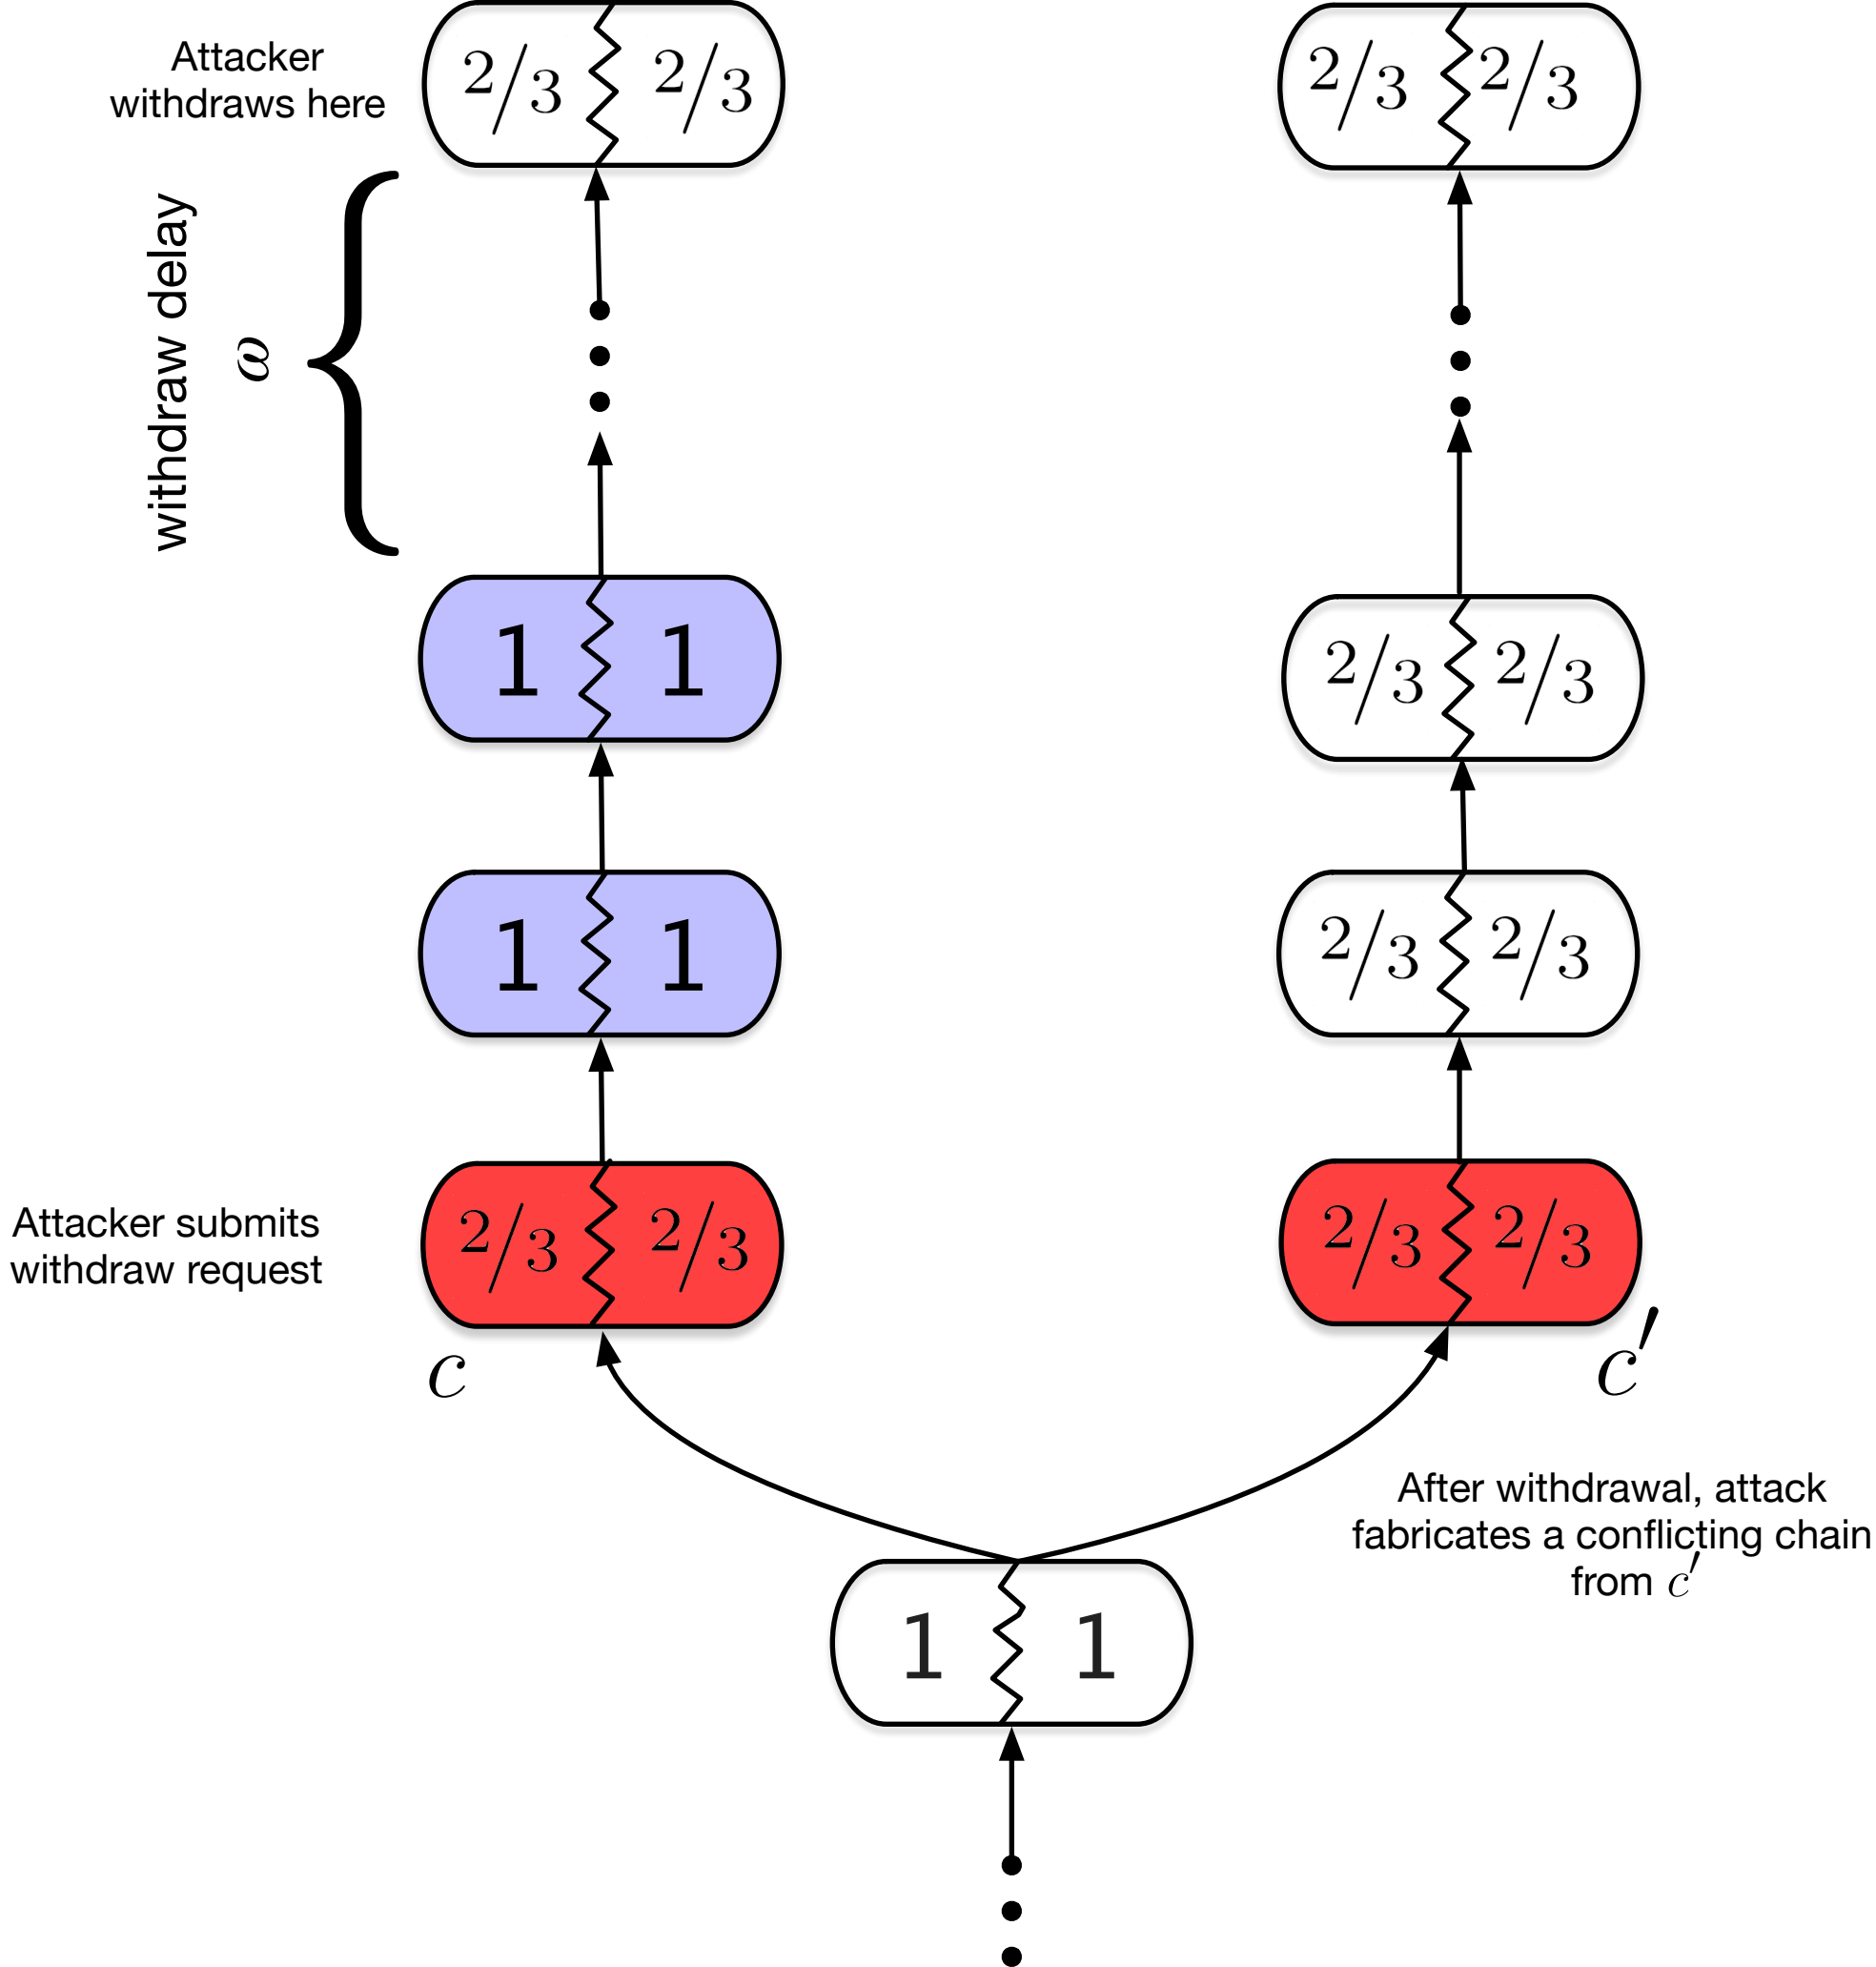 Attacker
withdraws here
2/3 2/3
2/3 2/3
withdraw delay
ω
1 1
2/3 2/3
1 1
2/3 2/3
Attacker submits
withdraw request
2/3 2/3
2/3 2/3
c
c′
After withdrawal, attack
fabricates a conflicting chain
from c′
1 1